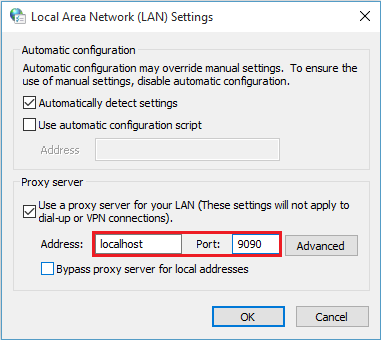 Local Area Network (LAN) Settings
Automatic configuration
Automatic configuration may override manual settings.  To ensure the
use of manual settings, disable automatic configuration.
Automatically detect settings
Use automatic configuration script
Address
Proxy server
Use a proxy server for your LAN (These settings will not apply to
dial-up or VPN connections).
Address: localhost Port: 9090 Advanced
Bypass proxy server for local addresses
OK Cancel